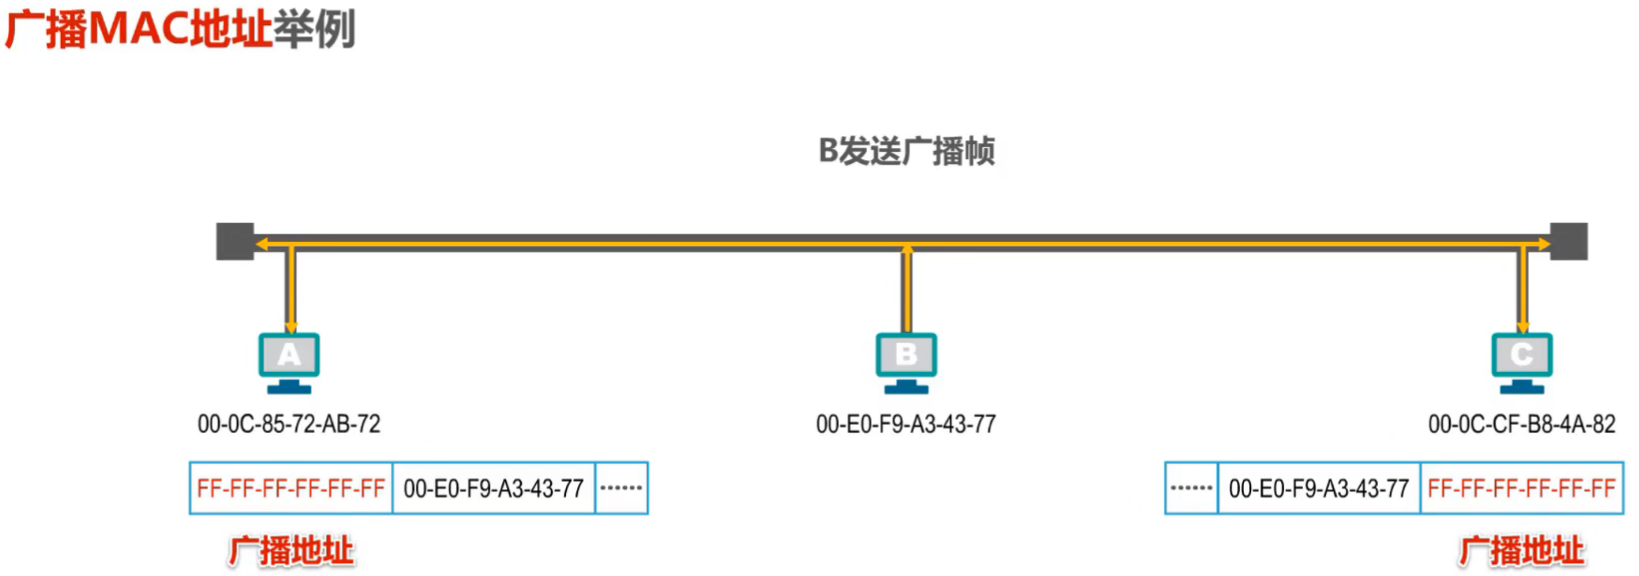 广播MAC地址举例
B发送广播帧
A B C
00-0C-85-72-AB-72 00-E0-F9-A3-43-77 00-0C-CF-B8-4A-82
FF-FF-FF-FF-FF-FF 00-E0-F9-A3-43-77 ······ ······ 00-E0-F9-A3-43-77 FF-FF-FF-FF-FF-FF
广播地址 广播地址